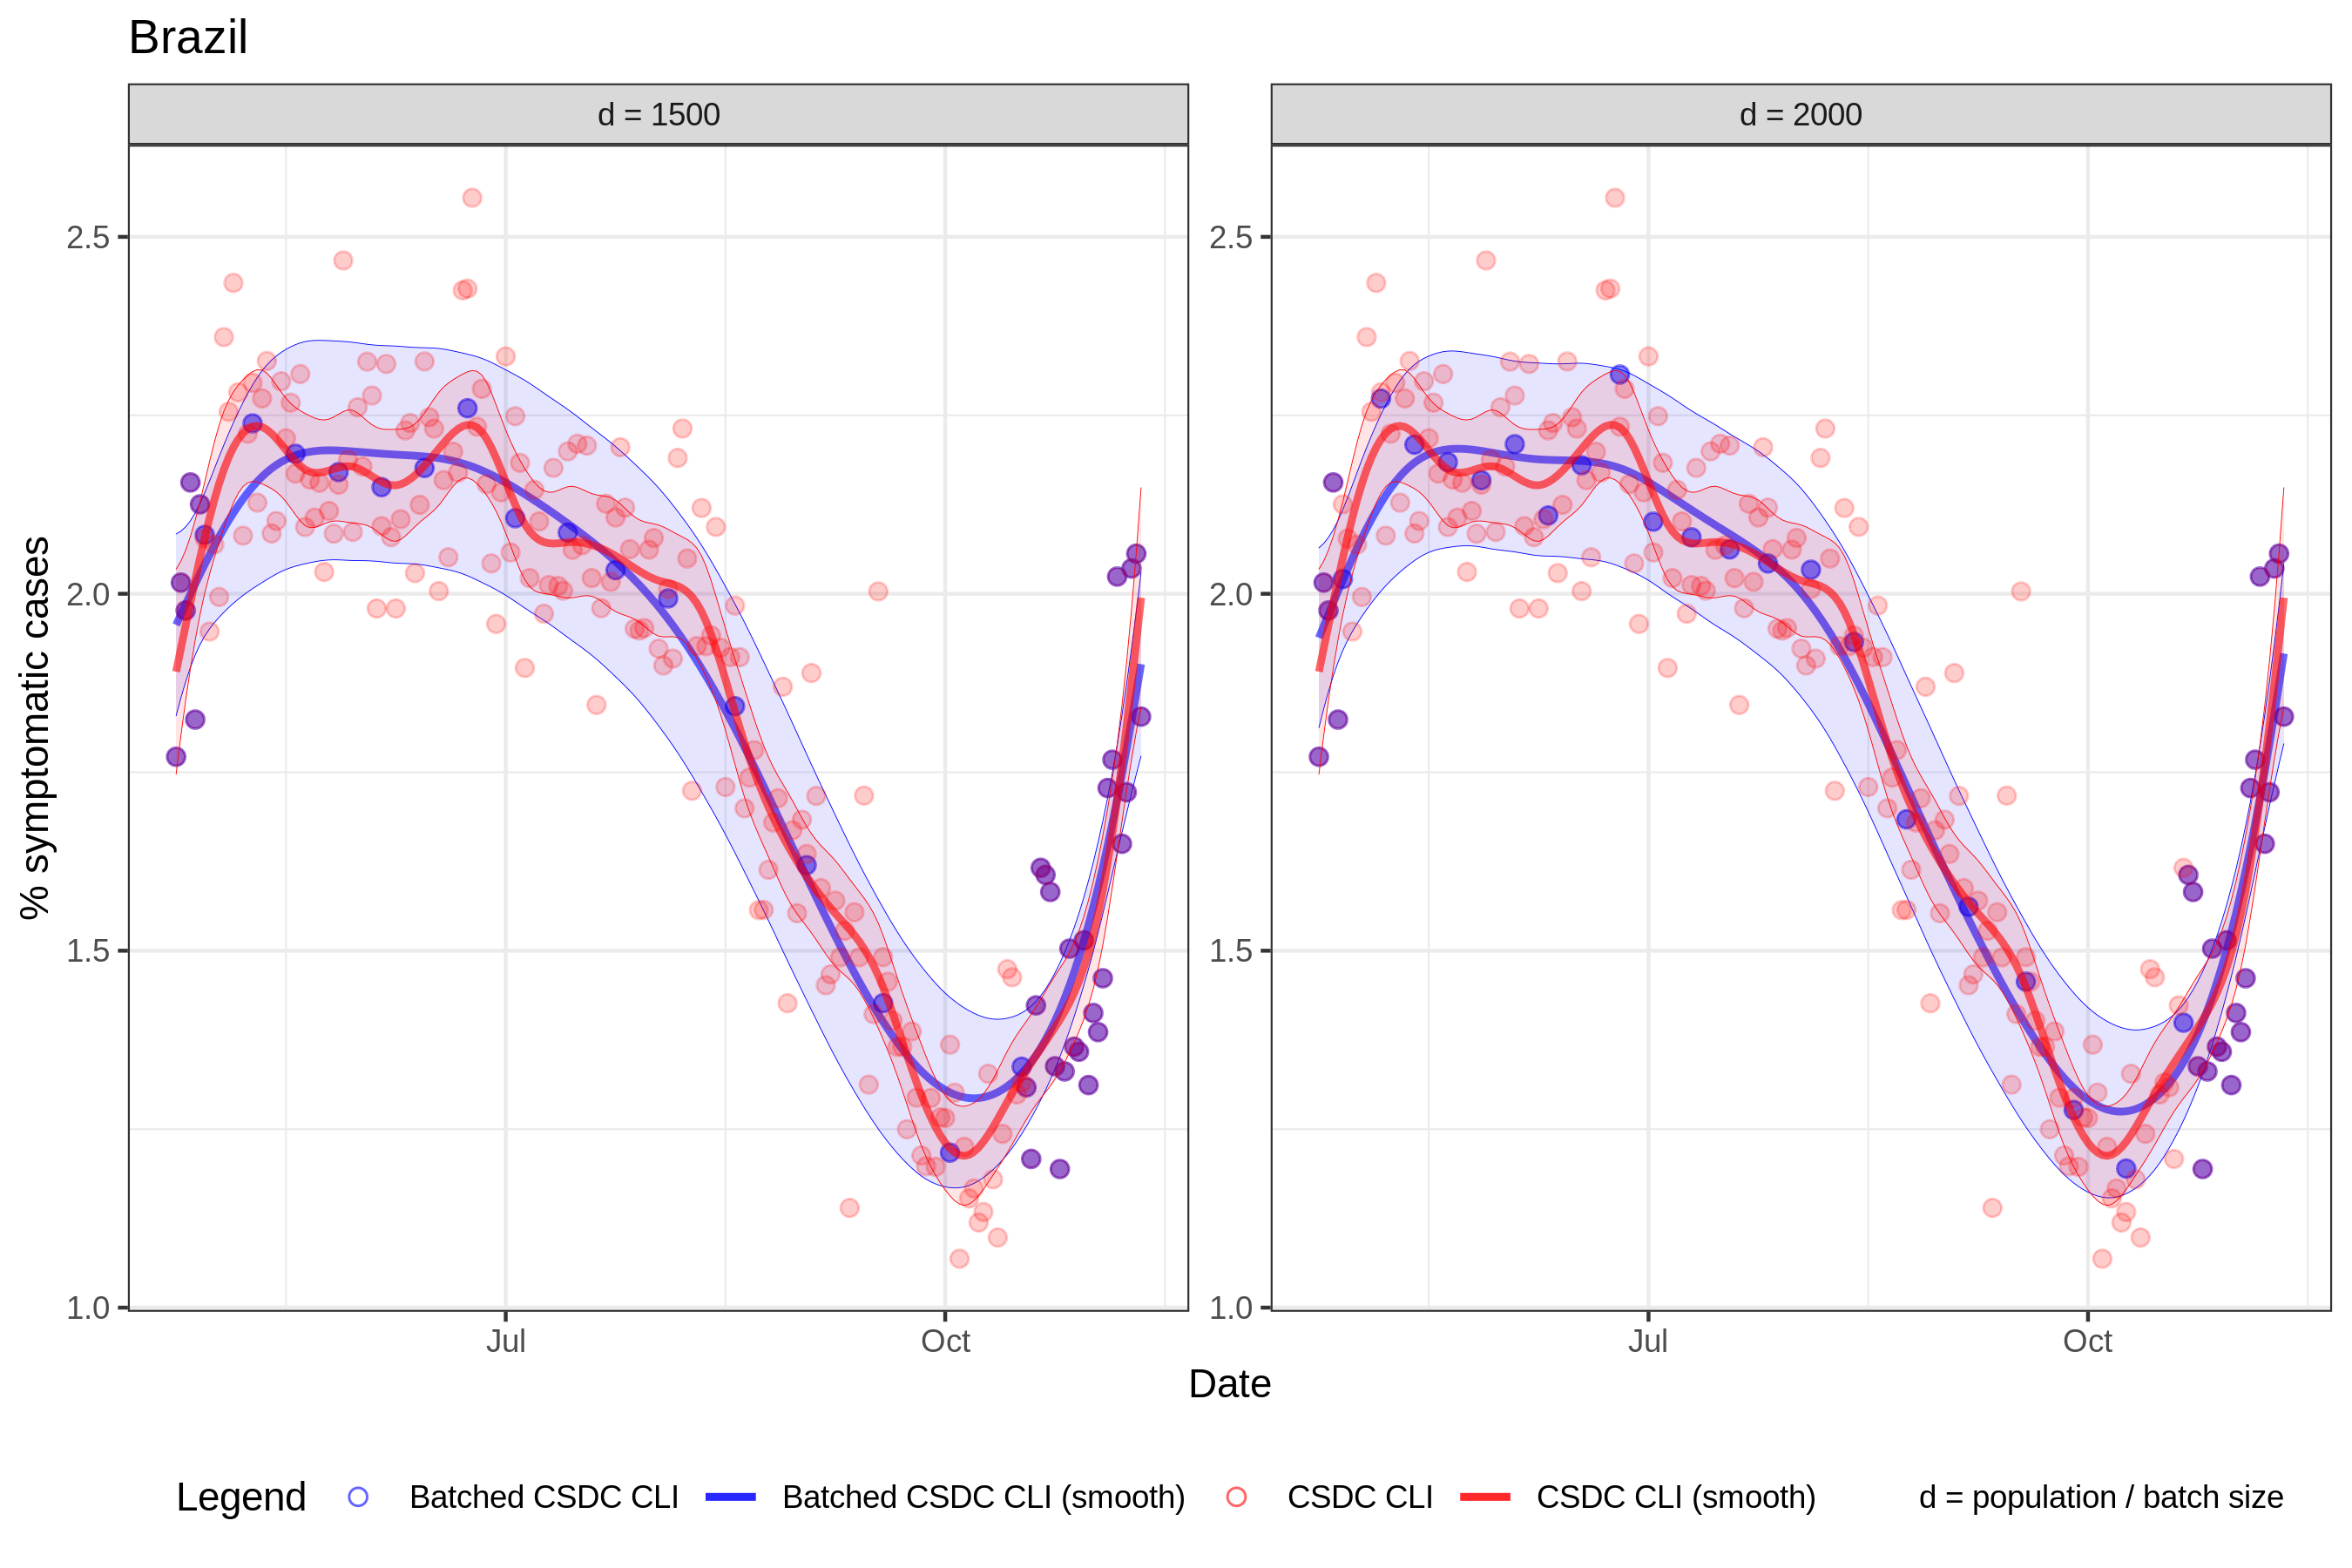 Brazil
d = 1500
d = 2000
% symptomatic cases
2.5
2.0
1.5
1.0
2.5
2.0
1.5
1.0
Jul
Oct
Jul
Oct
Date
Legend
Batched CSDC CLI
Batched CSDC CLI (smooth)
CSDC CLI
CSDC CLI (smooth)
d = population / batch size